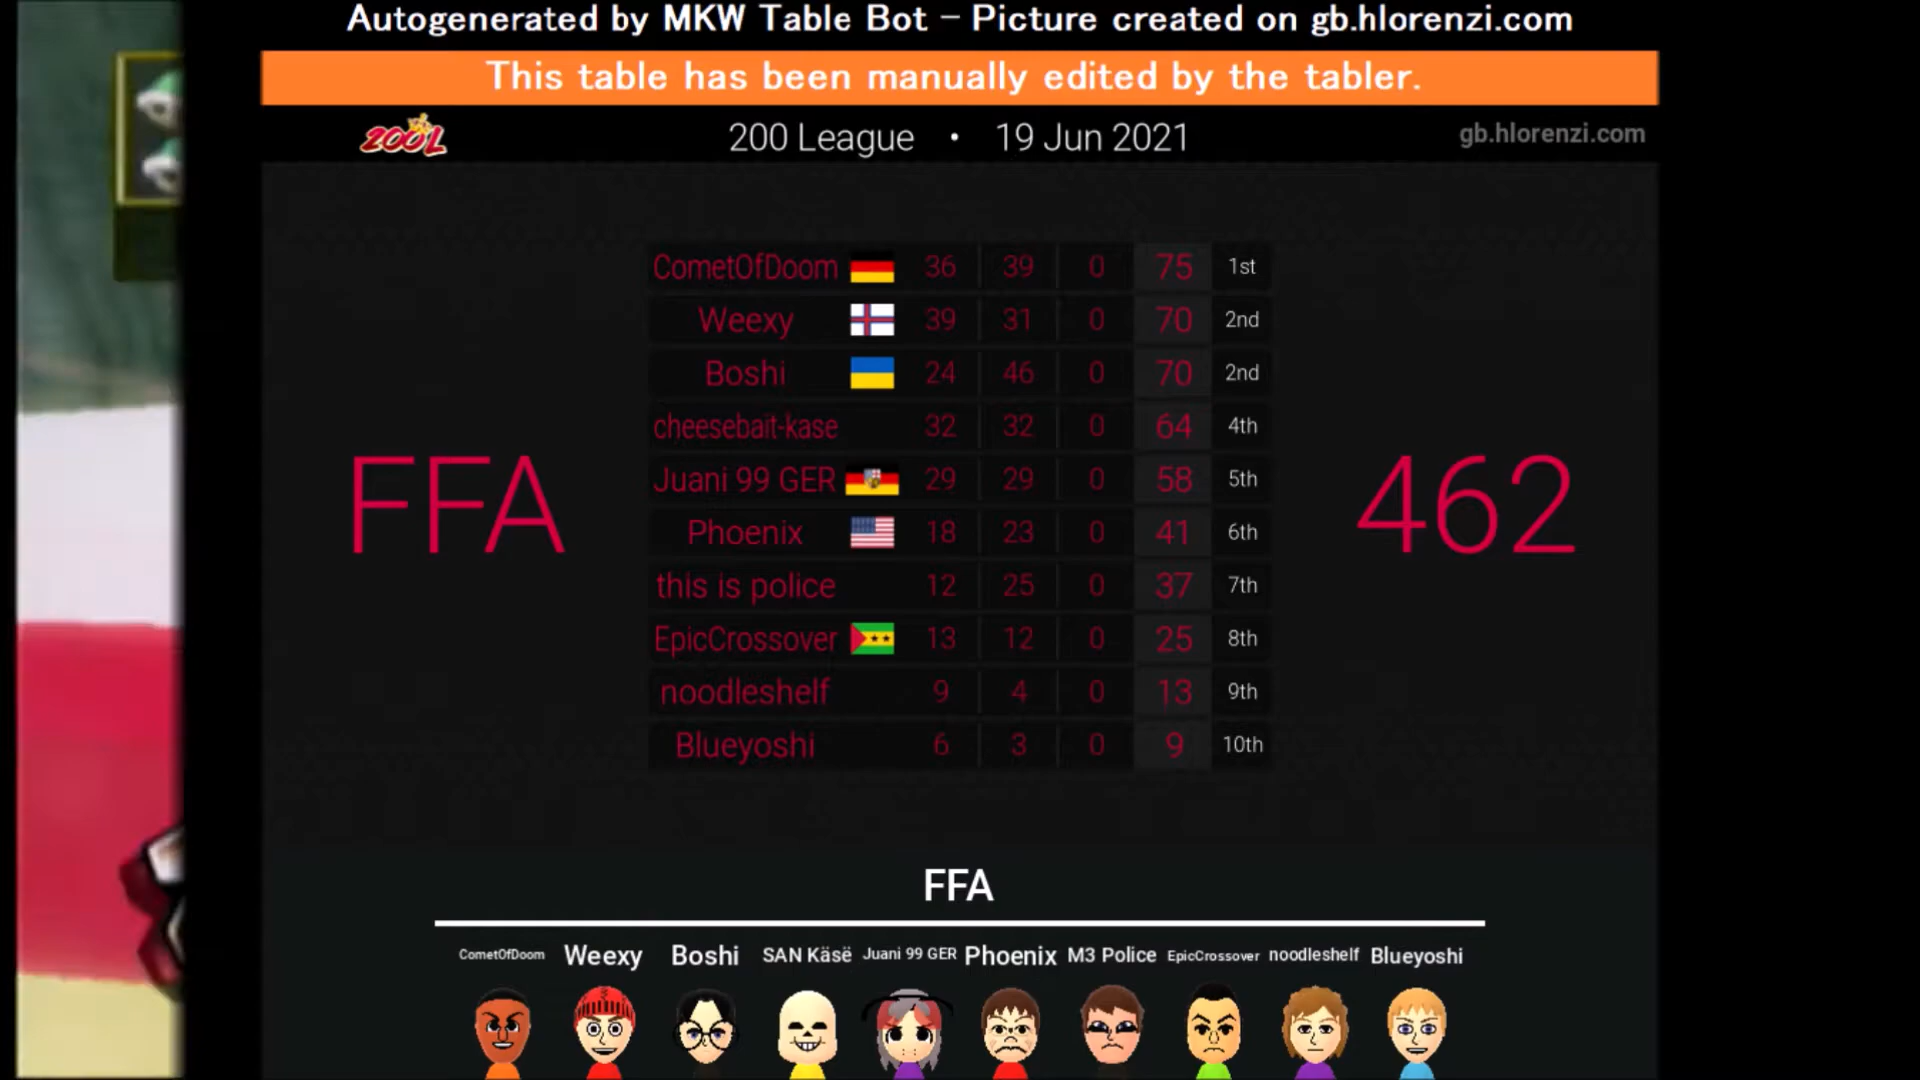 Autogenerated by MKW Table Bot – Picture created on gb.hlorenzi.com
This table has been manually edited by the tabler.
200L
200 League • 19 Jun 2021
gb.hlorenzi.com
CometOfDoom 36 39 0 75 1st
Weexy 39 31 0 70 2nd
Boshi 24 46 0 70 2nd
cheesebait-kase 32 32 0 64 4th
Juani 99 GER 29 29 0 58 5th
Phoenix 18 23 0 41 6th
this is police 12 25 0 37 7th
EpicCrossover 13 12 0 25 8th
noodleshelf 9 4 0 13 9th
Blueyoshi 6 3 0 9 10th
FFA
462
FFA
CometOfDoom Weexy Boshi SAN Käsë Juani 99 GER Phoenix M3 Police EpicCrossover noodleshelf Blueyoshi